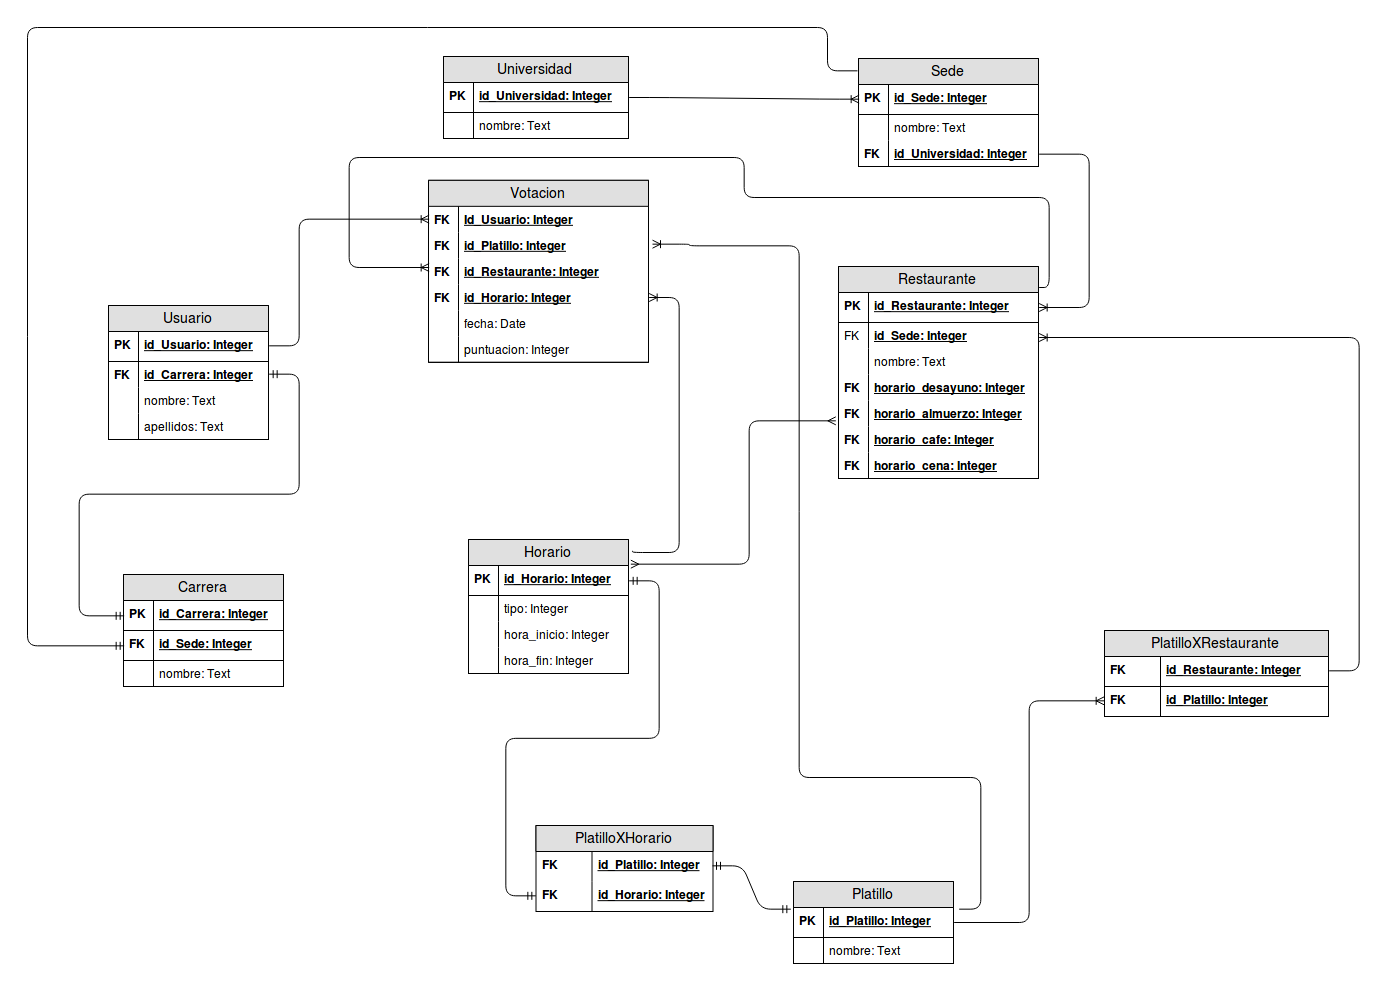 Universidad
PK id_Universidad: Integer
nombre: Text
Sede
PK id_Sede: Integer
nombre: Text
FK id_Universidad: Integer
Votacion
FK Id_Usuario: Integer
FK id_Platillo: Integer
FK id_Restaurante: Integer
FK id_Horario: Integer
fecha: Date
puntuacion: Integer
Restaurante
PK id_Restaurante: Integer
FK id_Sede: Integer
nombre: Text
FK horario_desayuno: Integer
FK horario_almuerzo: Integer
FK horario_cafe: Integer
FK horario_cena: Integer
Usuario
PK id_Usuario: Integer
FK id_Carrera: Integer
nombre: Text
apellidos: Text
Horario
PK id_Horario: Integer
tipo: Integer
hora_inicio: Integer
hora_fin: Integer
Carrera
PK id_Carrera: Integer
FK id_Sede: Integer
nombre: Text
PlatilloXRestaurante
FK id_Restaurante: Integer
FK id_Platillo: Integer
PlatilloXHorario
FK id_Platillo: Integer
FK id_Horario: Integer
Platillo
PK id_Platillo: Integer
nombre: Text